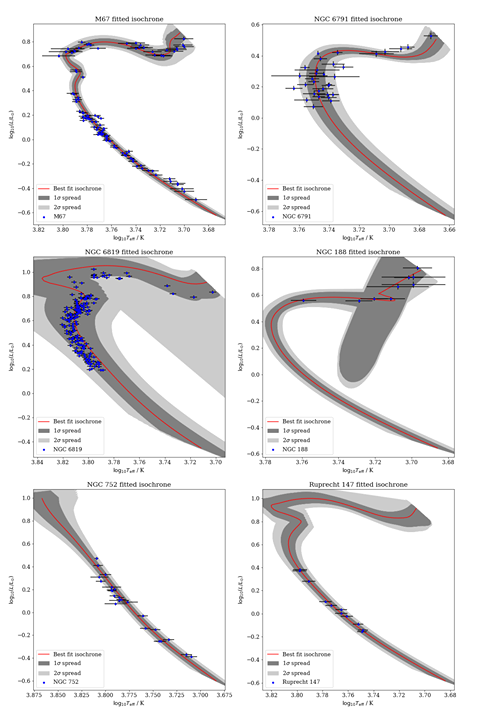 M67 fitted isochrone
0.8
0.6
0.4
0.2
0.0
−0.2
−0.4
−0.6
log₁₀(L/L☉)
Best fit isochrone
1σ spread
2σ spread
M67
3.82 3.80 3.78 3.76 3.74 3.72 3.70 3.68
log₁₀Teff / K
NGC 6791 fitted isochrone
0.6
0.4
0.2
0.0
−0.2
−0.4
−0.6
log₁₀(L/L☉)
Best fit isochrone
1σ spread
2σ spread
NGC 6791
3.78 3.76 3.74 3.72 3.70 3.68 3.66
log₁₀Teff / K
NGC 6819 fitted isochrone
1.0
0.8
0.6
0.4
0.2
0.0
−0.2
−0.4
log₁₀(L/L☉)
Best fit isochrone
1σ spread
2σ spread
NGC 6819
3.84 3.82 3.80 3.78 3.76 3.74 3.72 3.70
log₁₀Teff / K
NGC 188 fitted isochrone
0.8
0.6
0.4
0.2
0.0
−0.2
−0.4
−0.6
log₁₀(L/L☉)
Best fit isochrone
1σ spread
2σ spread
NGC 188
3.78 3.76 3.74 3.72 3.70 3.68
log₁₀Teff / K
NGC 752 fitted isochrone
1.0
0.8
0.6
0.4
0.2
0.0
−0.2
−0.4
−0.6
log₁₀(L/L☉)
Best fit isochrone
1σ spread
2σ spread
NGC 752
3.875 3.850 3.825 3.800 3.775 3.750 3.725 3.700 3.675
log₁₀Teff / K
Ruprecht 147 fitted isochrone
1.0
0.8
0.6
0.4
0.2
0.0
−0.2
−0.4
−0.6
log₁₀(L/L☉)
Best fit isochrone
1σ spread
2σ spread
Ruprecht 147
3.82 3.80 3.78 3.76 3.74 3.72 3.70 3.68
log₁₀Teff / K